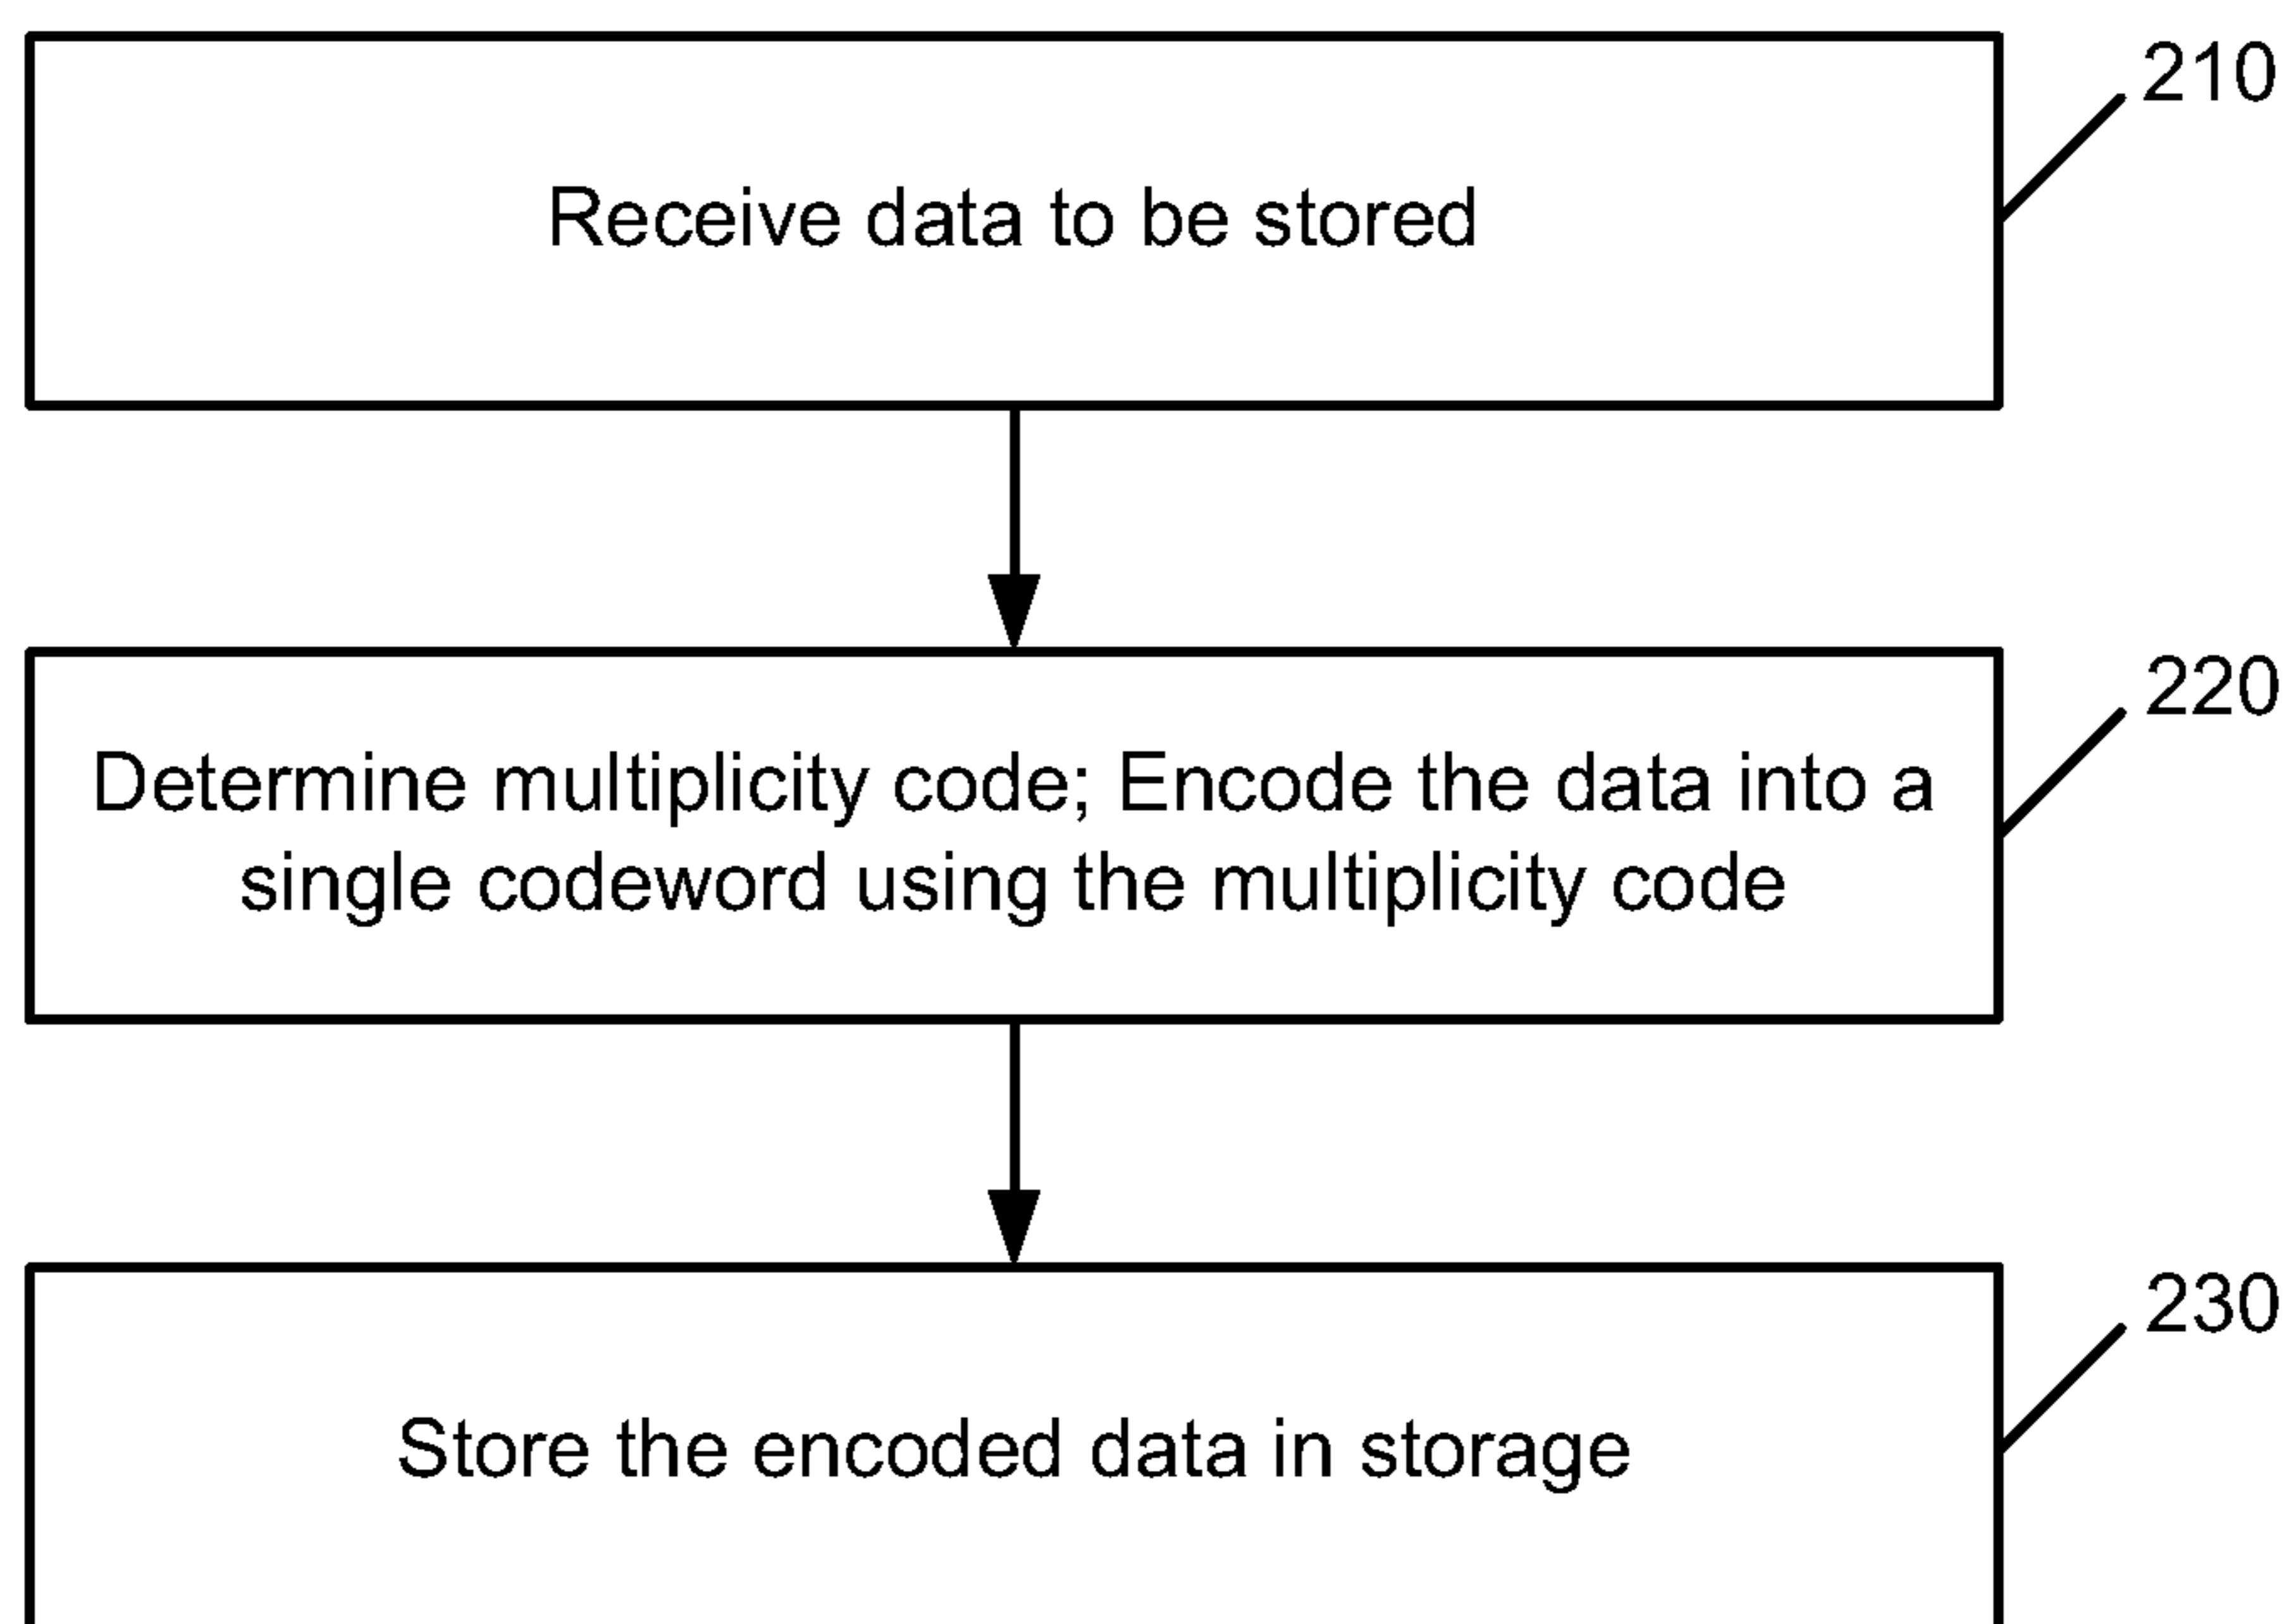 210
Receive data to be stored
220
Determine multiplicity code; Encode the data into a
single codeword using the multiplicity code
230
Store the encoded data in storage